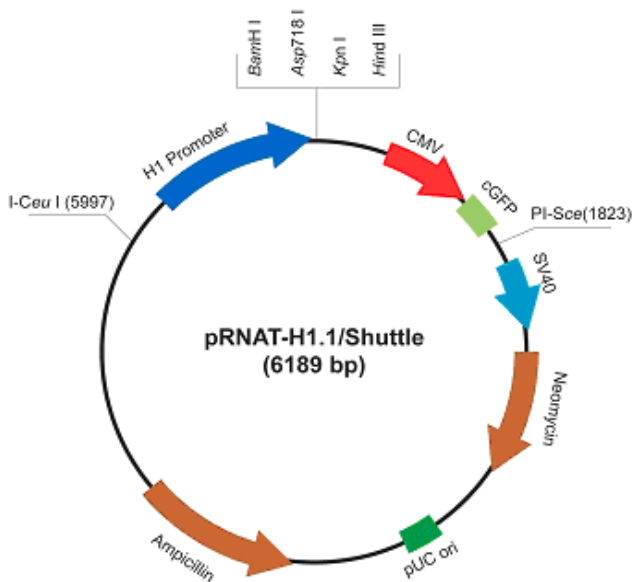 BamH I
Asp718 I
Kpn I
Hind III
H1 Promoter
CMV
cGFP
I-Ceu I (5997)
PI-Sce(1823)
SV40
pRNAT-H1.1/Shuttle
(6189 bp)
Neomycin
pUC ori
Ampicillin